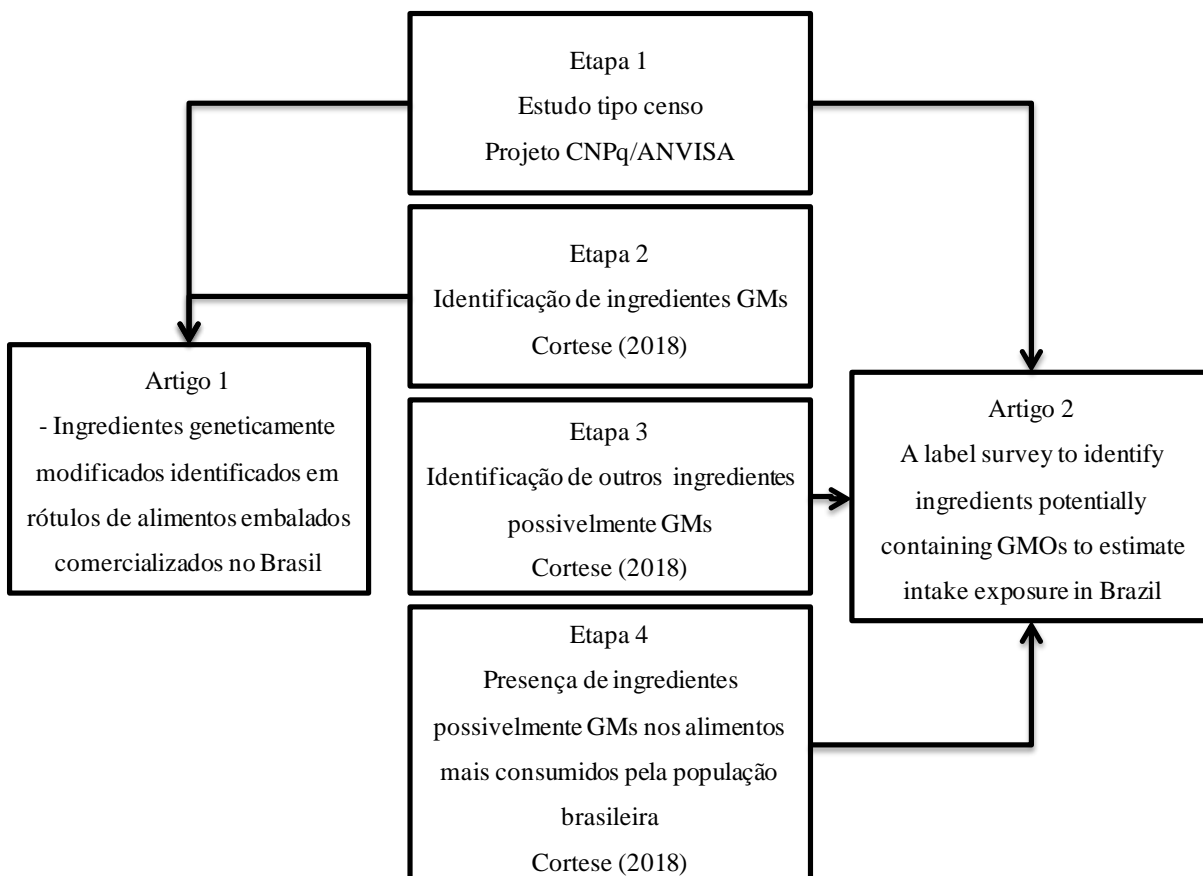 Etapa 1
Estudo tipo censo
Projeto CNPq/ANVISA
Etapa 2
Identificação de ingredientes GMs
Cortese (2018)
Artigo 1
- Ingredientes geneticamente
modificados identificados em
rótulos de alimentos embalados
comercializados no Brasil
Etapa 3
Identificação de outros ingredientes
possivelmente GMs
Cortese (2018)
Artigo 2
A label survey to identify
ingredients potentially
containing GMOs to estimate
intake exposure in Brazil
Etapa 4
Presença de ingredientes
possivelmente GMs nos alimentos
mais consumidos pela população
brasileira
Cortese (2018)